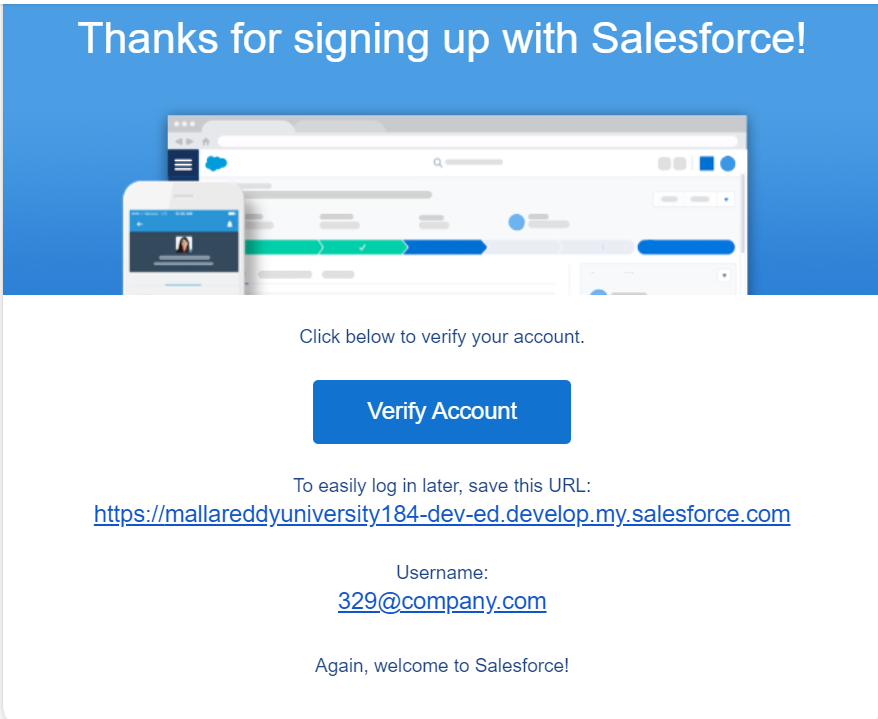 Thanks for signing up with Salesforce!
Click below to verify your account.
Verify Account
To easily log in later, save this URL:
https://mallareddyuniversity184-dev-ed.develop.my.salesforce.com
Username:
329@company.com
Again, welcome to Salesforce!